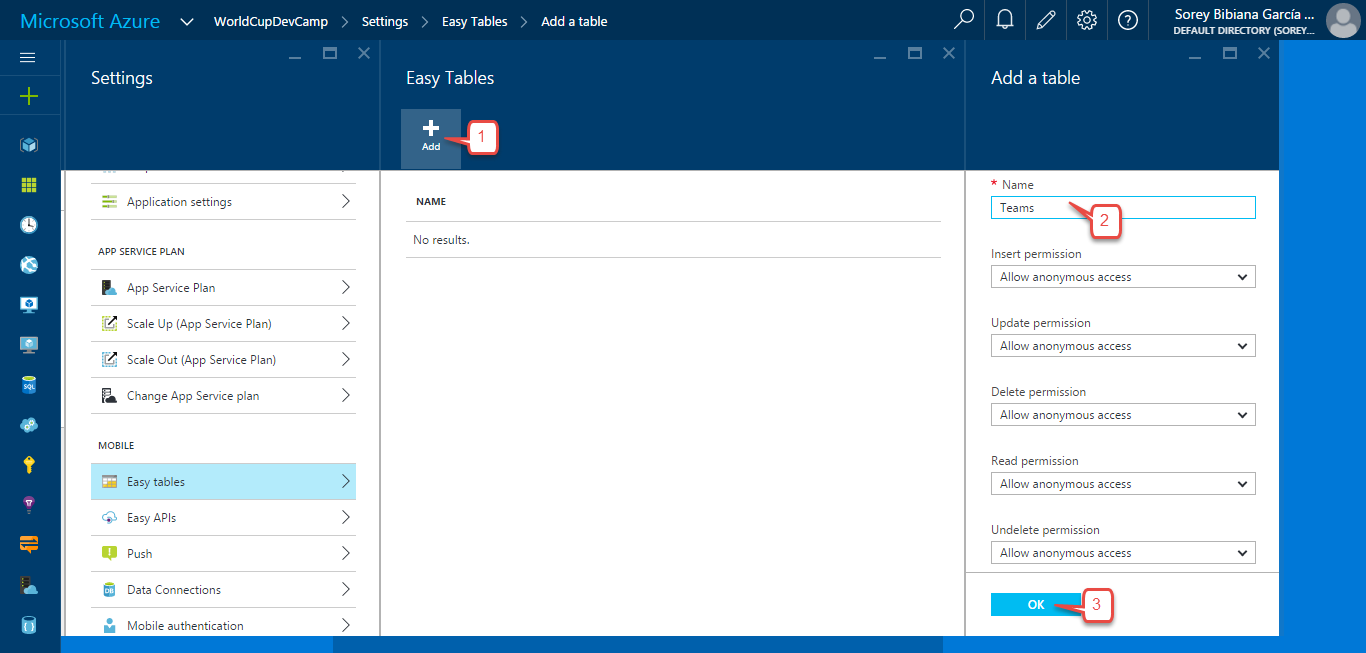 Microsoft Azure
WorldCupDevCamp
Settings
Easy Tables
Add a table
Sorey Bibiana García ...
DEFAULT DIRECTORY (SOREY...
Settings
Application settings
APP SERVICE PLAN
App Service Plan
Scale Up (App Service Plan)
Scale Out (App Service Plan)
Change App Service plan
MOBILE
Easy tables
Easy APIs
Push
Data Connections
Mobile authentication
Easy Tables
Add
1
NAME
No results.
Add a table
* Name
Teams
2
Insert permission
Allow anonymous access
Update permission
Allow anonymous access
Delete permission
Allow anonymous access
Read permission
Allow anonymous access
Undelete permission
Allow anonymous access
OK
3
SQL
DB